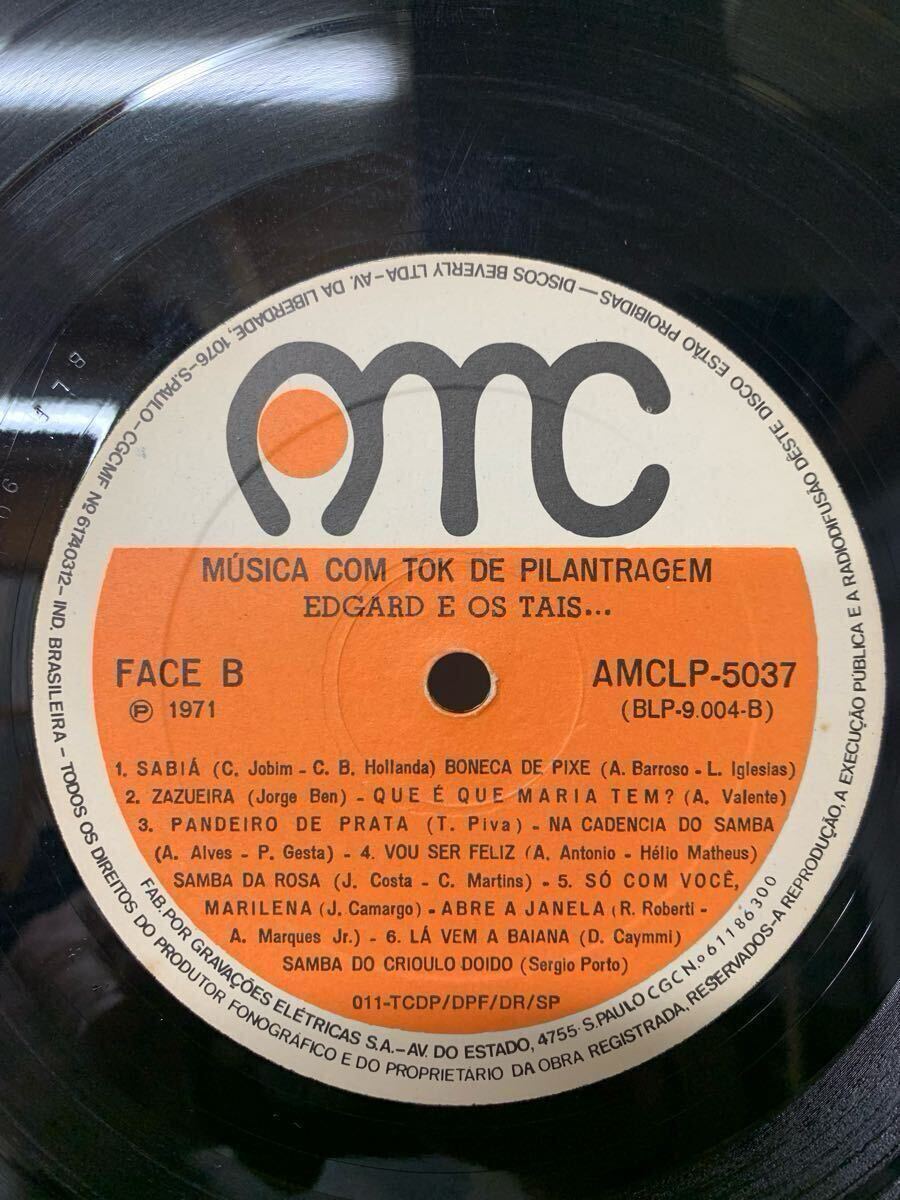 AMC
MÚSICA COM TOK DE PILANTRAGEM
EDGARD E OS TAIS...
FACE B
AMCLP-5037
Ⓟ 1971
(BLP-9.004-B)
1. SABIÁ (C. Jobim - C. B. Hollanda) BONECA DE PIXE (A. Barroso - L. Iglesias)
2. ZAZUEIRA (Jorge Ben) - QUE É QUE MARIA TEM? (A. Valente)
3. PANDEIRO DE PRATA (T. Piva) - NA CADENCIA DO SAMBA
(A. Alves - P. Gesta) - 4. VOU SER FELIZ (A. Antonio - Hélio Matheus)
SAMBA DA ROSA (J. Costa - C. Martins) - 5. SÓ COM VOCÊ,
MARILENA (J. Camargo) - ABRE A JANELA (R. Roberti -
A. Marques Jr.) - 6. LÁ VEM A BAIANA (D. Caymmi)
SAMBA DO CRIOULO DOIDO (Sergio Porto)
011-TCDP/DPF/DR/SP
FAB. POR GRAVAÇÕES ELÉTRICAS S.A. - AV. DO ESTADO, 4755 - S. PAULO CGC N.º 61186300
DISCOS BEVERLY LTDA - AV. DA LIBERDADE, 1076 - S. PAULO - CGCMF Nº 61740312 - IND. BRASILEIRA - TODOS OS DIREITOS DO PRODUTOR FONOGRÁFICO E DO PROPRIETÁRIO DA OBRA REGISTRADA, RESERVADOS - A REPRODUÇÃO, A EXECUÇÃO PÚBLICA E A RADIODIFUSÃO DÊSTE DISCO ESTÃO PROIBIDAS —